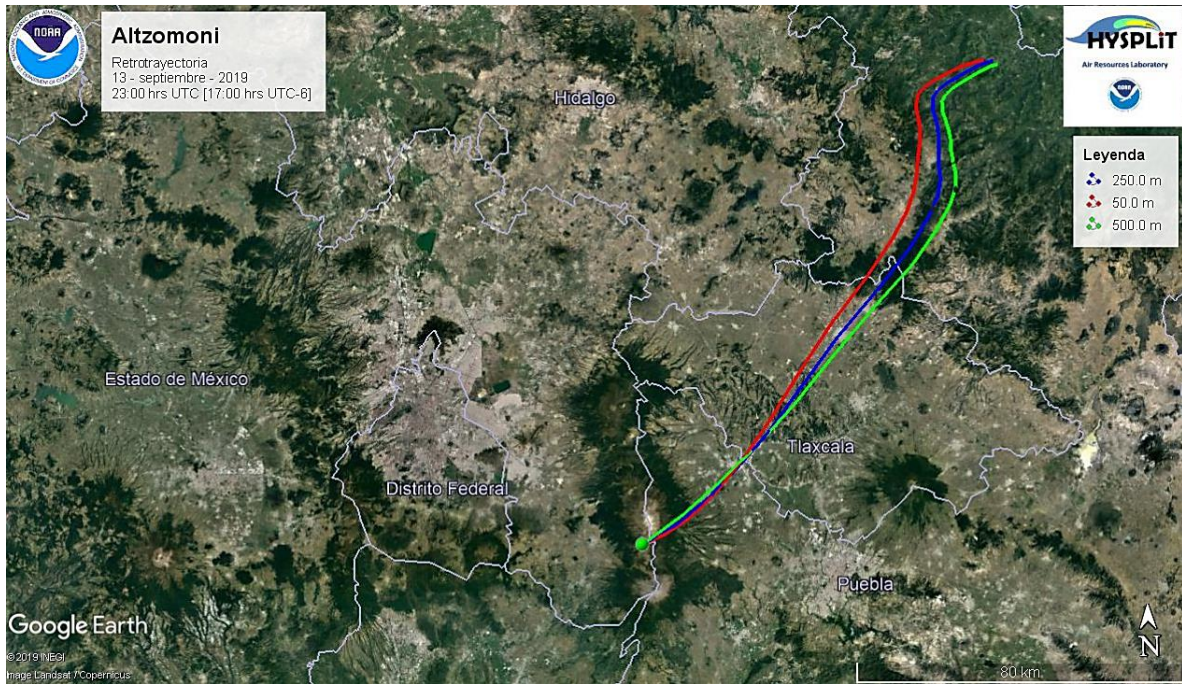 NOAA
Altzomoni
Retrotrayectoria
13 - septiembre - 2019
23:00 hrs UTC [17:00 hrs UTC-6]
HYSPLiT
Air Resources Laboratory
Leyenda
250.0 m
50.0 m
500.0 m
Hidalgo
Estado de México
Distrito Federal
Tlaxcala
Puebla
Google Earth
© 2019 INEGI
Image Landsat / Copernicus
N
80 km